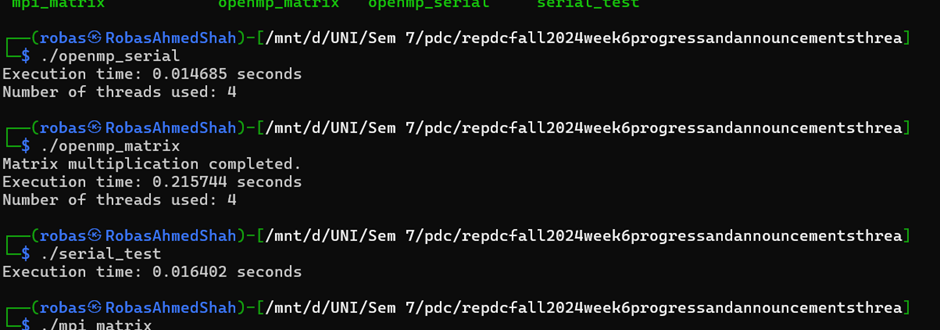 mpi_matrix openmp_matrix openmp_serial serial_test
┌──(robas㉿RobasAhmedShah)-[/mnt/d/UNI/Sem 7/pdc/repdcfall2024week6progressandannouncementsthrea]
└─$ ./openmp_serial
Execution time: 0.014685 seconds
Number of threads used: 4
┌──(robas㉿RobasAhmedShah)-[/mnt/d/UNI/Sem 7/pdc/repdcfall2024week6progressandannouncementsthrea]
└─$ ./openmp_matrix
Matrix multiplication completed.
Execution time: 0.215744 seconds
Number of threads used: 4
┌──(robas㉿RobasAhmedShah)-[/mnt/d/UNI/Sem 7/pdc/repdcfall2024week6progressandannouncementsthrea]
└─$ ./serial_test
Execution time: 0.016402 seconds
┌──(robas㉿RobasAhmedShah)-[/mnt/d/UNI/Sem 7/pdc/repdcfall2024week6progressandannouncementsthrea]
└─$ ./mpi_matrix